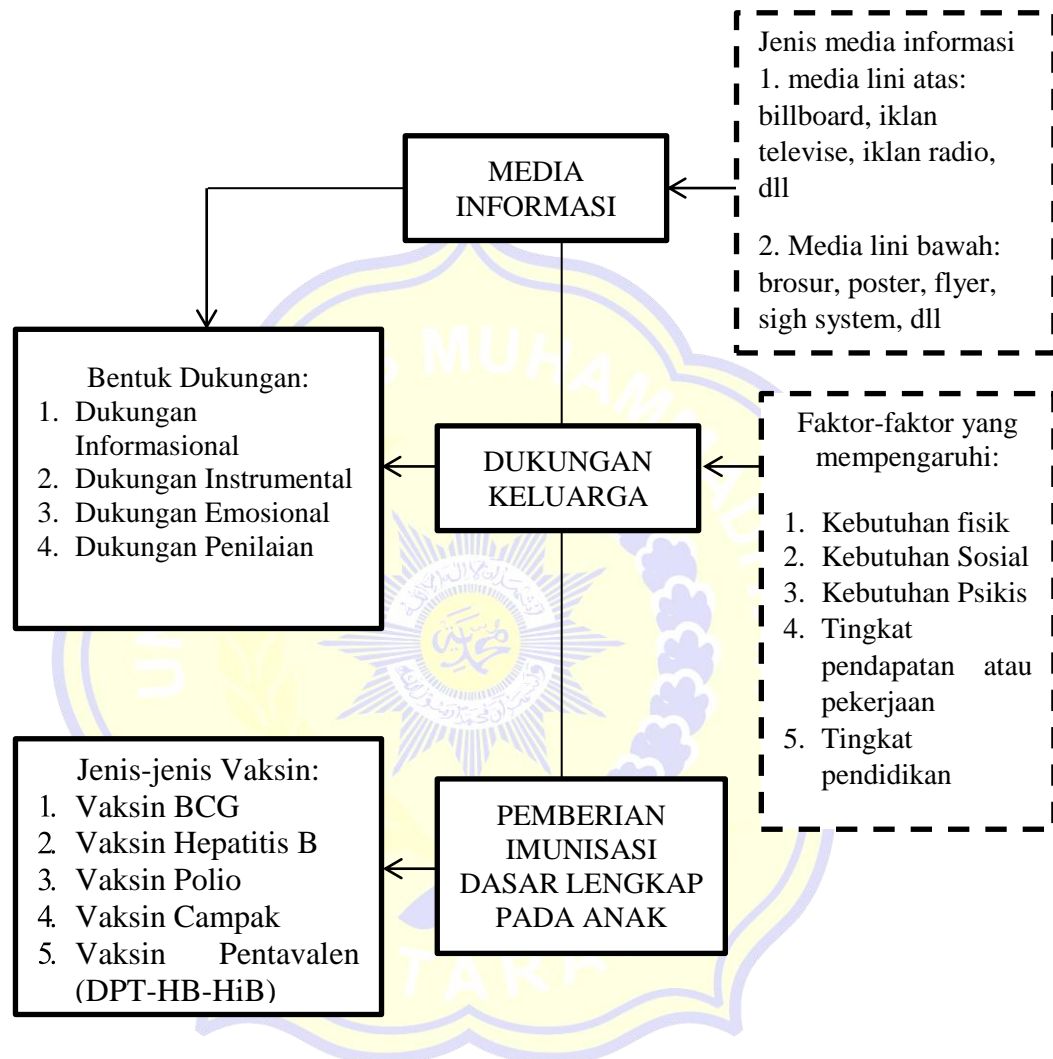 Jenis media informasi
1. media lini atas:
billboard, iklan
televise, iklan radio,
dll
2. Media lini bawah:
brosur, poster, flyer,
sigh system, dll
MEDIA
INFORMASI
Bentuk Dukungan:
1. Dukungan
Informasional
2. Dukungan Instrumental
3. Dukungan Emosional
4. Dukungan Penilaian
DUKUNGAN
KELUARGA
Faktor-faktor yang
mempengaruhi:
1. Kebutuhan fisik
2. Kebutuhan Sosial
3. Kebutuhan Psikis
4. Tingkat
pendapatan atau
pekerjaan
5. Tingkat
pendidikan
Jenis-jenis Vaksin:
1. Vaksin BCG
2. Vaksin Hepatitis B
3. Vaksin Polio
4. Vaksin Campak
5. Vaksin Pentavalen
(DPT-HB-HiB)
PEMBERIAN
IMUNISASI
DASAR LENGKAP
PADA ANAK